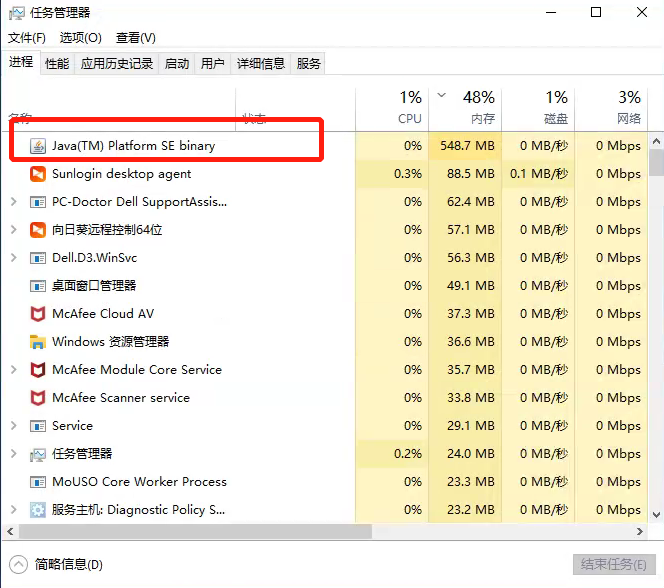 任务管理器
文件(F) 选项(O) 查看(V)
进程 性能 应用历史记录 启动 用户 详细信息 服务
1% 48% 1% 3%
名称 状态 CPU 内存 磁盘 网络
Java(TM) Platform SE binary 0% 548.7 MB 0 MB/秒 0 Mbps
Sunlogin desktop agent 0.3% 88.5 MB 0.1 MB/秒 0 Mbps
PC-Doctor Dell SupportAssis... 0% 62.4 MB 0 MB/秒 0 Mbps
向日葵远程控制64位 0% 57.1 MB 0 MB/秒 0 Mbps
Dell.D3.WinSvc 0% 56.3 MB 0 MB/秒 0 Mbps
桌面窗口管理器 0% 49.1 MB 0 MB/秒 0 Mbps
McAfee Cloud AV 0% 37.3 MB 0 MB/秒 0 Mbps
Windows 资源管理器 0% 36.6 MB 0 MB/秒 0 Mbps
McAfee Module Core Service 0% 35.7 MB 0 MB/秒 0 Mbps
McAfee Scanner service 0% 33.8 MB 0 MB/秒 0 Mbps
Service 0% 29.1 MB 0 MB/秒 0 Mbps
任务管理器 0.2% 24.0 MB 0 MB/秒 0 Mbps
MoUSO Core Worker Process 0% 23.3 MB 0 MB/秒 0 Mbps
服务主机: Diagnostic Policy S... 0% 23.2 MB 0 MB/秒 0 Mbps
简略信息(D) 结束任务(E)